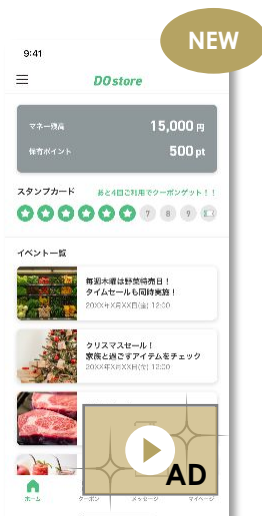 NEW
9:41
DOstore
マネー残高
15,000 円
保有ポイント
500 pt
スタンプカード
あと4回ご利用でクーポンゲット！！
7
8
9
イベント一覧
毎週木曜は野菜特売日！
タイムセールも同時実施！
20XX年X月XX日(金) 12:00
クリスマスセール！
家族と過ごすアイテムをチェック
20XX年X月XX日(木) 10:00
AD
ホーム
クーポン
メッセージ
マイページ